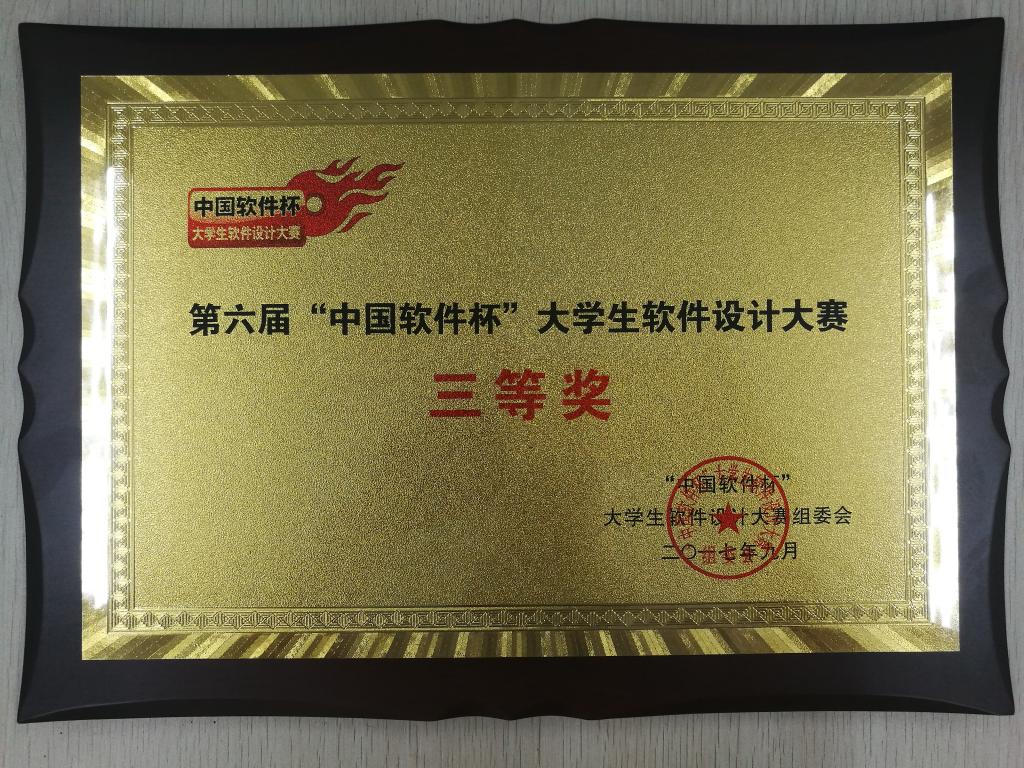 中国软件杯
大学生软件设计大赛
第六届“中国软件杯”大学生软件设计大赛
三等奖
“中国软件杯”
大学生软件设计大赛组委会
二〇一七年九月
组委会